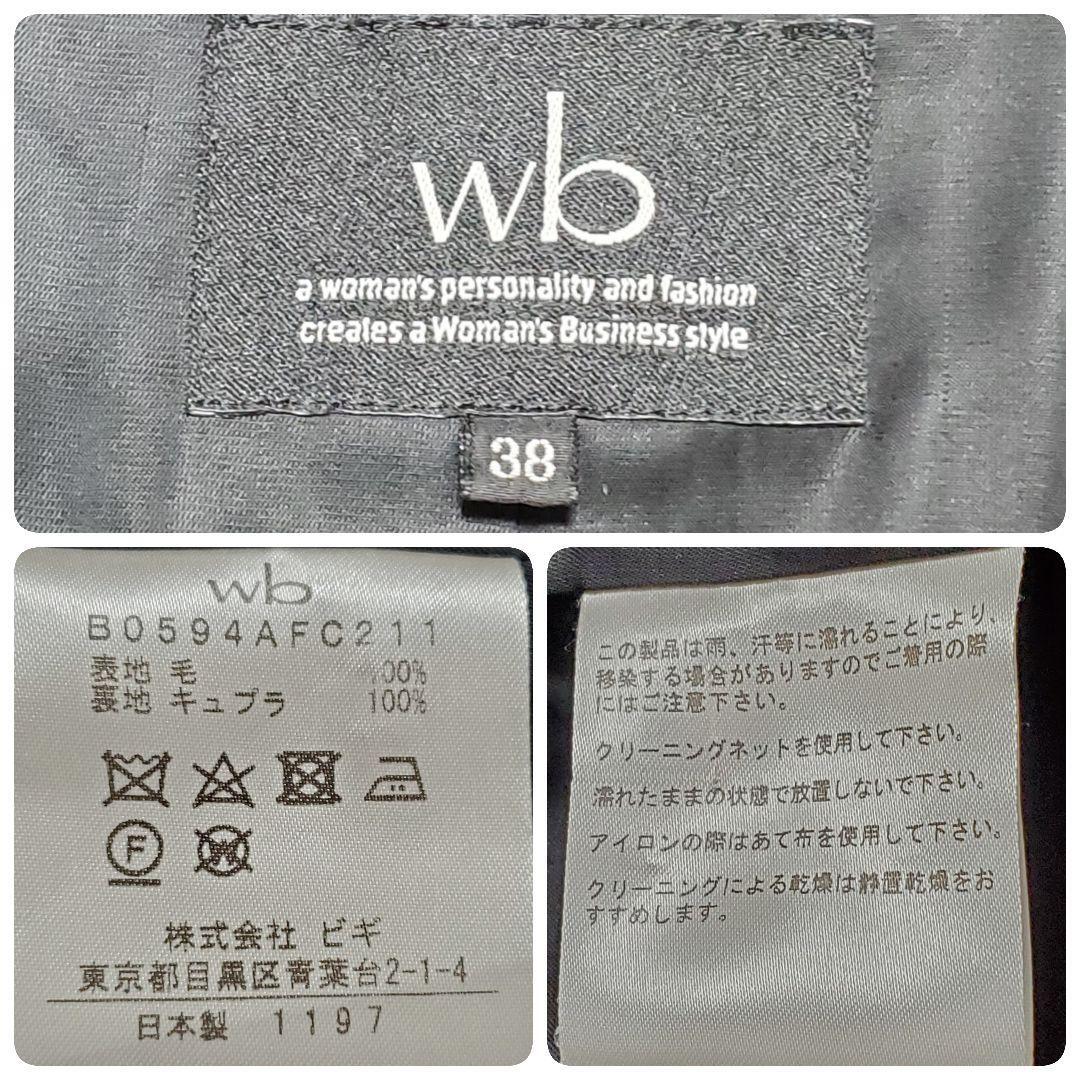 wb
a woman's personality and fashion
creates a Woman's Business style
38
wb
B0594AFC211
表地 毛 100%
裏地 キュプラ 100%
F
W
株式会社 ビギ
東京都目黒区青葉台2-1-4
日本製 1197
この製品は雨、汗等に濡れることにより、
移染する場合がありますのでご着用の際
にはご注意下さい。
クリーニングネットを使用して下さい。
濡れたままの状態で放置しないで下さい。
アイロンの際はあて布を使用して下さい。
クリーニングによる乾燥は静置乾燥をお
すすめします。